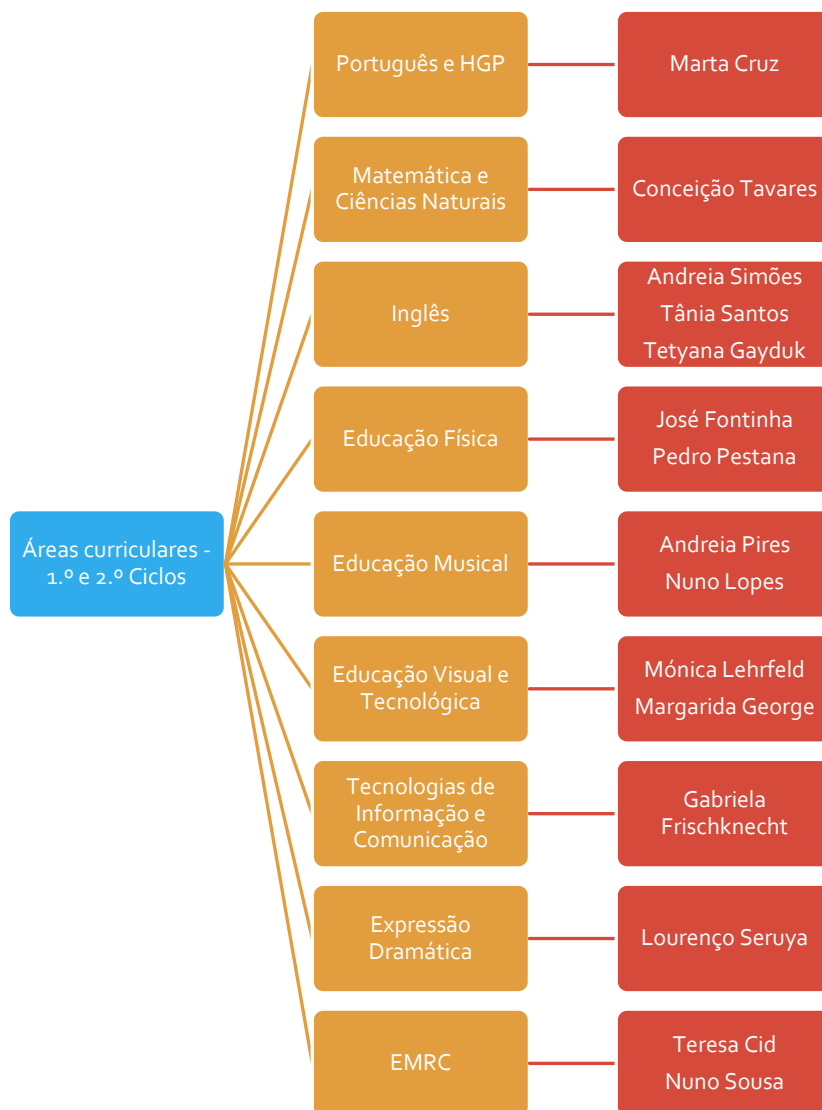 Português e HGP
Marta Cruz
Matemática e
Ciências Naturais
Conceição Tavares
Inglês
Andreia Simões
Tânia Santos
Tetyana Gayduk
Educação Física
José Fontinha
Pedro Pestana
Áreas curriculares -
1.º e 2.º Ciclos
Educação Musical
Andreia Pires
Nuno Lopes
Educação Visual e
Tecnológica
Mónica Lehrfeld
Margarida George
Tecnologias de
Informação e
Comunicação
Gabriela
Frischknecht
Expressão
Dramática
Lourenço Seruya
EMRC
Teresa Cid
Nuno Sousa